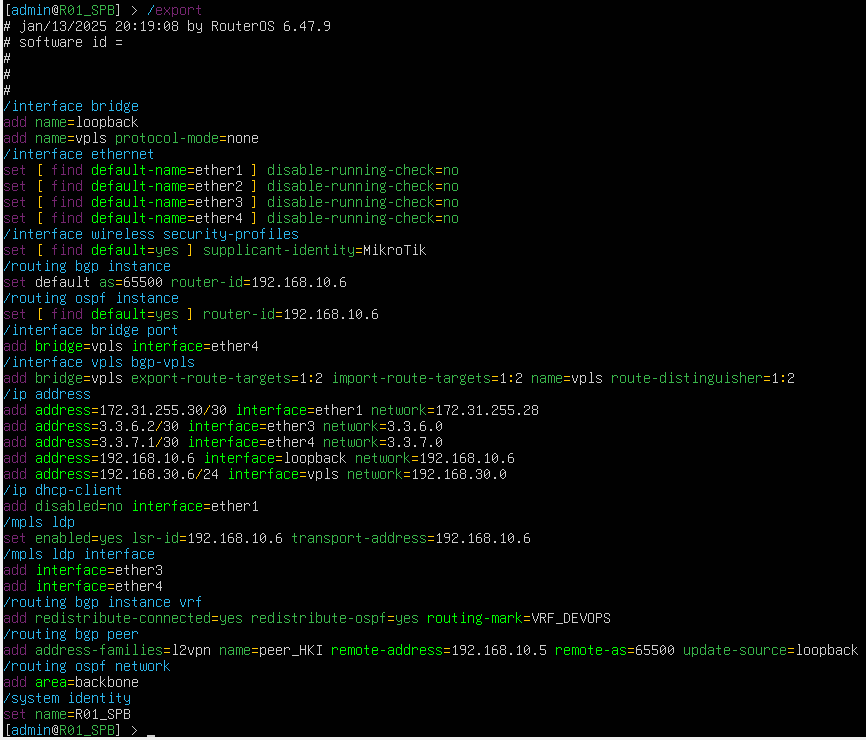 [admin@R01_SPB] > /export
# jan/13/2025 20:19:08 by RouterOS 6.47.9
# software id =
#
#
#
/interface bridge
add name=loopback
add name=vpls protocol-mode=none
/interface ethernet
set [ find default-name=ether1 ] disable-running-check=no
set [ find default-name=ether2 ] disable-running-check=no
set [ find default-name=ether3 ] disable-running-check=no
set [ find default-name=ether4 ] disable-running-check=no
/interface wireless security-profiles
set [ find default=yes ] supplicant-identity=MikroTik
/routing bgp instance
set default as=65500 router-id=192.168.10.6
/routing ospf instance
set [ find default=yes ] router-id=192.168.10.6
/interface bridge port
add bridge=vpls interface=ether4
/interface vpls bgp-vpls
add bridge=vpls export-route-targets=1:2 import-route-targets=1:2 name=vpls route-distinguisher=1:2
/ip address
add address=172.31.255.30/30 interface=ether1 network=172.31.255.28
add address=3.3.6.2/30 interface=ether3 network=3.3.6.0
add address=3.3.7.1/30 interface=ether4 network=3.3.7.0
add address=192.168.10.6 interface=loopback network=192.168.10.6
add address=192.168.30.6/24 interface=vpls network=192.168.30.0
/ip dhcp-client
add disabled=no interface=ether1
/mpls ldp
set enabled=yes lsr-id=192.168.10.6 transport-address=192.168.10.6
/mpls ldp interface
add interface=ether3
add interface=ether4
/routing bgp instance vrf
add redistribute-connected=yes redistribute-ospf=yes routing-mark=VRF_DEVOPS
/routing bgp peer
add address-families=l2vpn name=peer_HKI remote-address=192.168.10.5 remote-as=65500 update-source=loopback
/routing ospf network
add area=backbone
/system identity
set name=R01_SPB
[admin@R01_SPB] > _